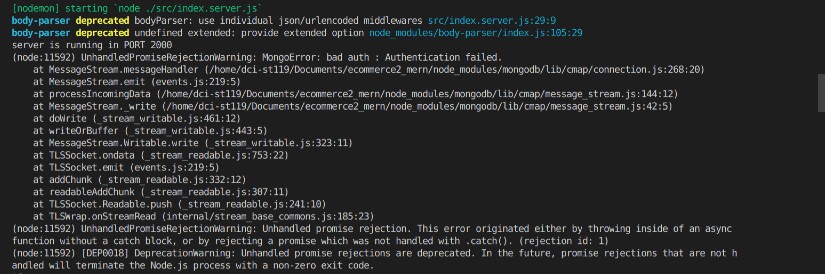 [nodemon] starting `node ./src/index.server.js`
body-parser deprecated bodyParser: use individual json/urlencoded middlewares src/index.server.js:29:9
body-parser deprecated undefined extended: provide extended option node_modules/body-parser/index.js:105:29
server is running in PORT 2000
(node:11592) UnhandledPromiseRejectionWarning: MongoError: bad auth : Authentication failed.
    at MessageStream.messageHandler (/home/dci-st119/Documents/ecommerce2_mern/node_modules/mongodb/lib/cmap/connection.js:268:20)
    at MessageStream.emit (events.js:219:5)
    at processIncomingData (/home/dci-st119/Documents/ecommerce2_mern/node_modules/mongodb/lib/cmap/message_stream.js:144:12)
    at MessageStream._write (/home/dci-st119/Documents/ecommerce2_mern/node_modules/mongodb/lib/cmap/message_stream.js:42:5)
    at doWrite (_stream_writable.js:461:12)
    at writeOrBuffer (_stream_writable.js:443:5)
    at MessageStream.Writable.write (_stream_writable.js:323:11)
    at TLSSocket.ondata (_stream_readable.js:753:22)
    at TLSSocket.emit (events.js:219:5)
    at addChunk (_stream_readable.js:332:12)
    at readableAddChunk (_stream_readable.js:307:11)
    at TLSSocket.Readable.push (_stream_readable.js:241:10)
    at TLSWrap.onStreamRead (internal/stream_base_commons.js:185:23)
(node:11592) UnhandledPromiseRejectionWarning: Unhandled promise rejection. This error originated either by throwing inside of an async
function without a catch block, or by rejecting a promise which was not handled with .catch(). (rejection id: 1)
(node:11592) [DEP0018] DeprecationWarning: Unhandled promise rejections are deprecated. In the future, promise rejections that are not h
andled will terminate the Node.js process with a non-zero exit code.